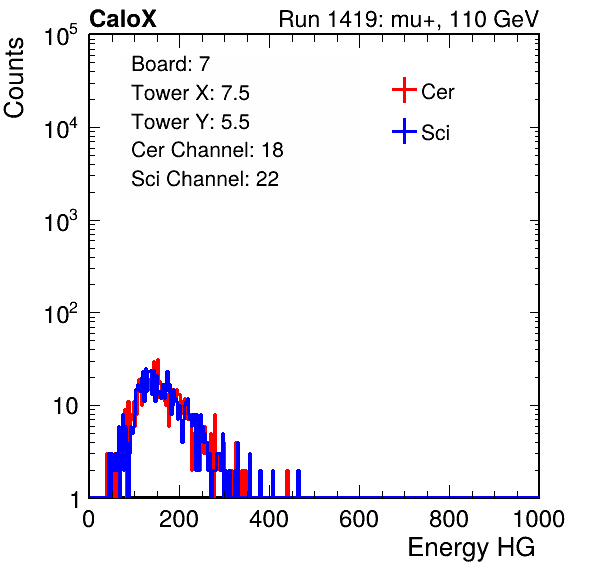 CaloX Run 1419: mu+, 110 GeV
Counts
Board: 7
Tower X: 7.5
Tower Y: 5.5
Cer Channel: 18
Sci Channel: 22
Cer
Sci
10^5
10^4
10^3
10^2
10
1
0 200 400 600 800 1000
Energy HG